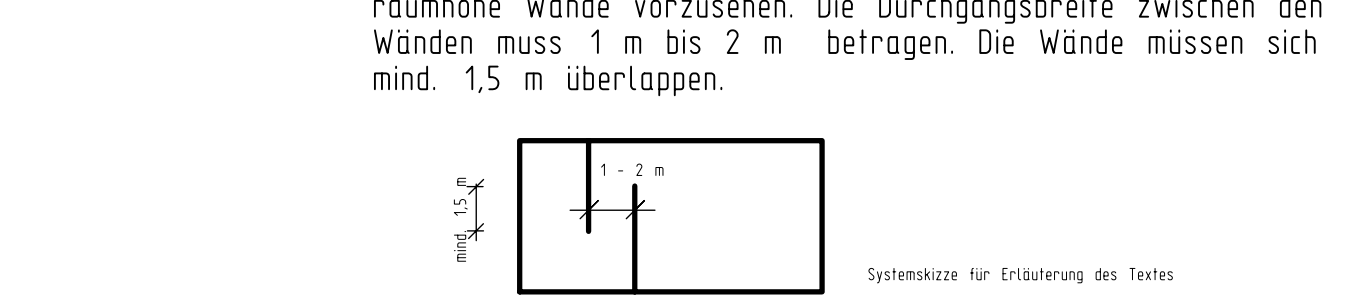 raumhohe Wände vorzusehen. Die Durchgangsbreite zwischen den
Wänden muss 1 m bis 2 m betragen. Die Wände müssen sich
mind. 1,5 m überlappen.
1 - 2 m
mind. 1,5 m
Systemskizze für Erläuterung des Textes